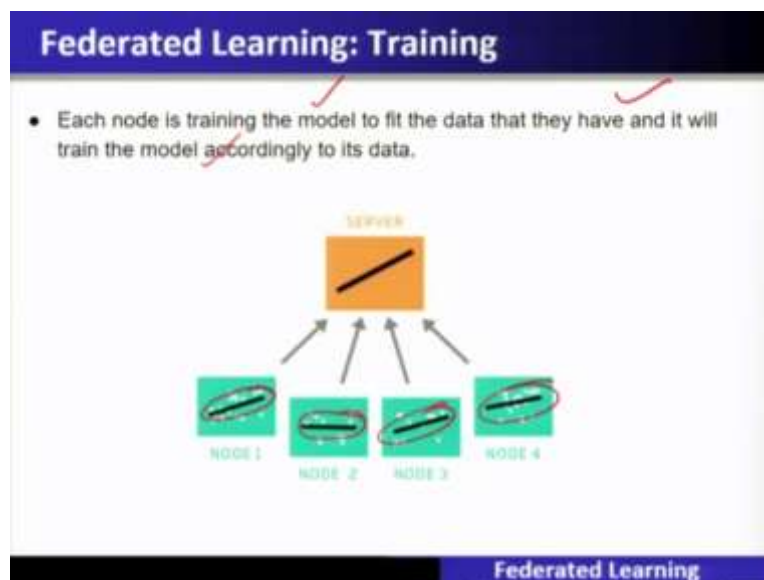 Federated Learning: Training
● Each node is training the model to fit the data that they have and it will
train the model accordingly to its data.
SERVER
NODE 1
NODE 2
NODE 3
NODE 4
Federated Learning